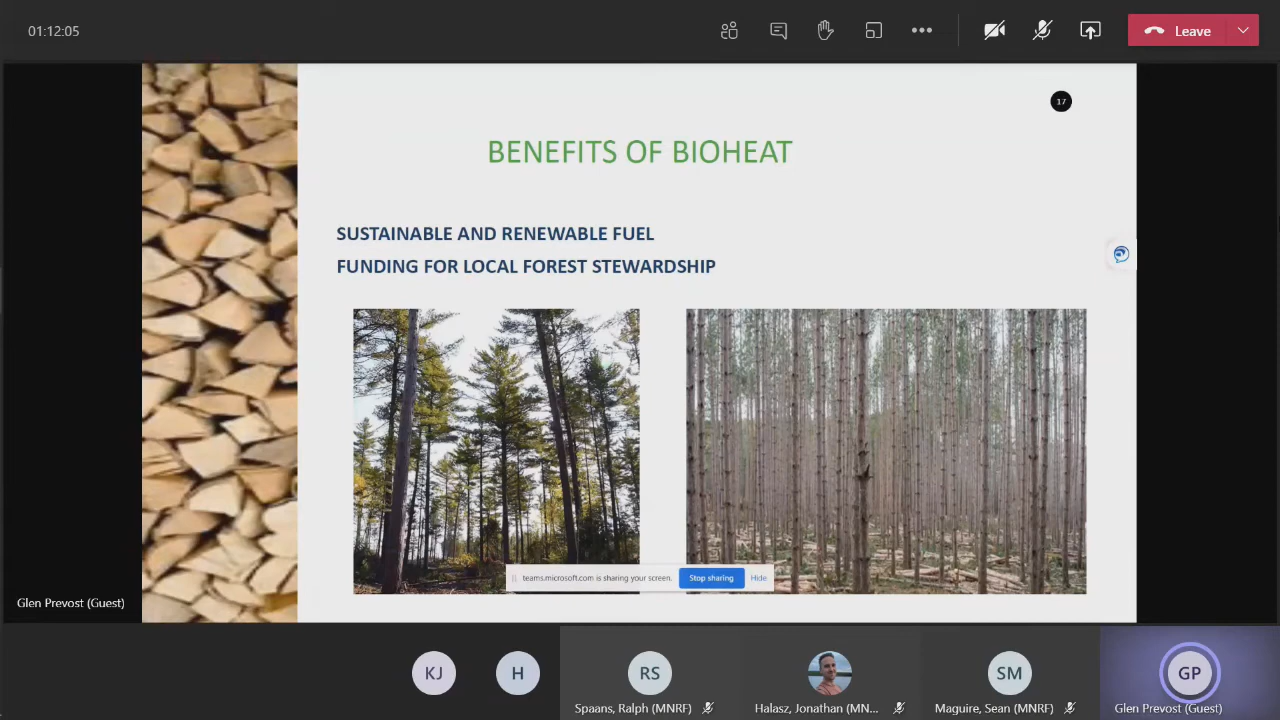 01:12:05
Leave
17
BENEFITS OF BIOHEAT
SUSTAINABLE AND RENEWABLE FUEL
FUNDING FOR LOCAL FOREST STEWARDSHIP
teams.microsoft.com is sharing your screen.
Stop sharing
Hide
Glen Prevost (Guest)
KJ
H
RS
SM
GP
Spaans, Ralph (MNRF)
Halasz, Jonathan (MN...
Maguire, Sean (MNRF)
Glen Prevost (Guest)